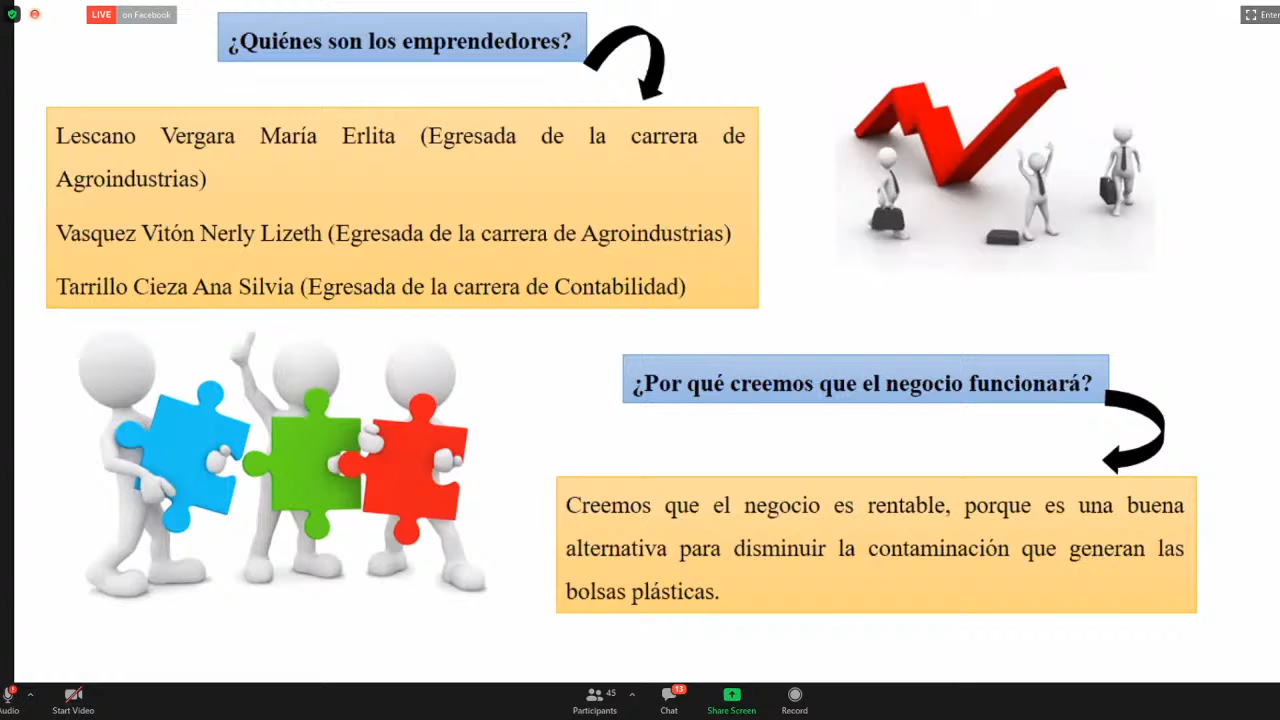 LIVE on Facebook
Enter
¿Quiénes son los emprendedores?
Lescano Vergara María Erlita (Egresada de la carrera de
Agroindustrias)
Vasquez Vitón Nerly Lizeth (Egresada de la carrera de Agroindustrias)
Tarrillo Cieza Ana Silvia (Egresada de la carrera de Contabilidad)
¿Por qué creemos que el negocio funcionará?
Creemos que el negocio es rentable, porque es una buena
alternativa para disminuir la contaminación que generan las
bolsas plásticas.
45
13
Audio
Start Video
Participants
Chat
Share Screen
Record